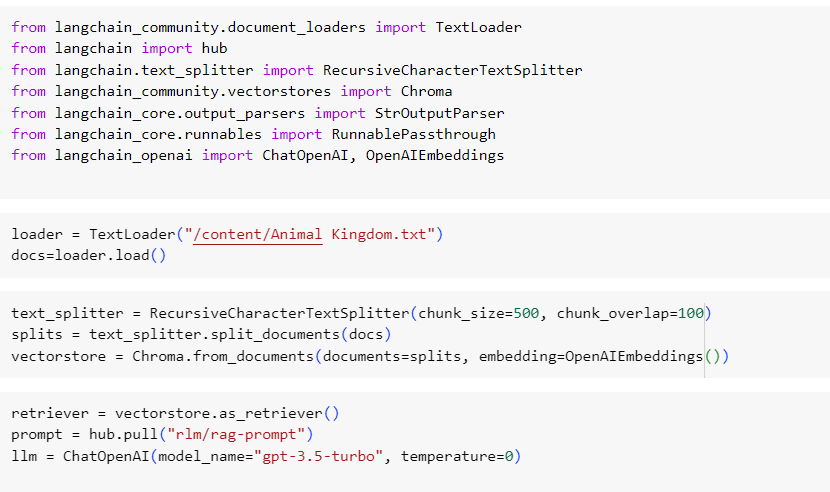 from langchain_community.document_loaders import TextLoader
from langchain import hub
from langchain.text_splitter import RecursiveCharacterTextSplitter
from langchain_community.vectorstores import Chroma
from langchain_core.output_parsers import StrOutputParser
from langchain_core.runnables import RunnablePassthrough
from langchain_openai import ChatOpenAI, OpenAIEmbeddings
loader = TextLoader("/content/Animal Kingdom.txt")
docs=loader.load()
text_splitter = RecursiveCharacterTextSplitter(chunk_size=500, chunk_overlap=100)
splits = text_splitter.split_documents(docs)
vectorstore = Chroma.from_documents(documents=splits, embedding=OpenAIEmbeddings())
retriever = vectorstore.as_retriever()
prompt = hub.pull("rlm/rag-prompt")
llm = ChatOpenAI(model_name="gpt-3.5-turbo", temperature=0)